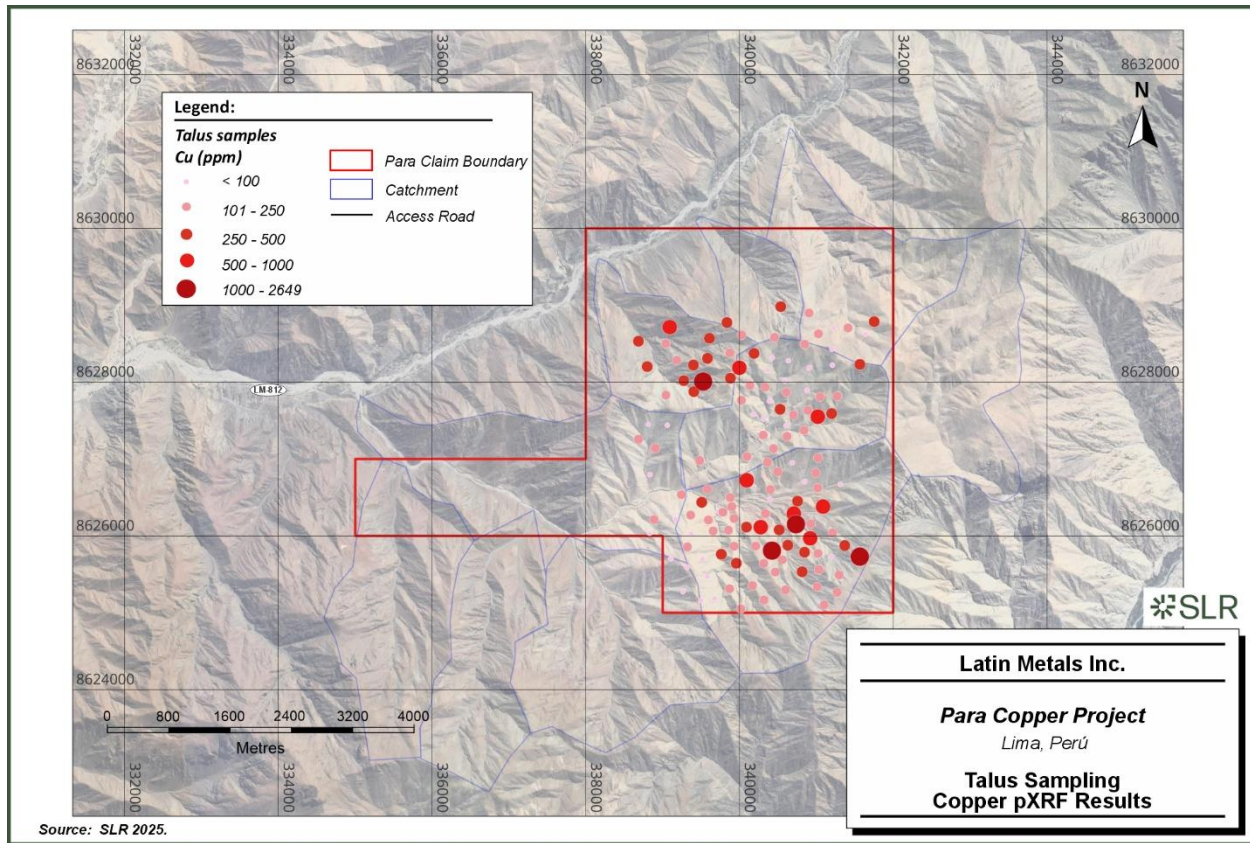 332000
334000
336000
338000
340000
342000
344000
8632000
8632000
Legend:
Talus samples
Cu (ppm)
< 100
101 - 250
250 - 500
500 - 1000
1000 - 2649
Para Claim Boundary
Catchment
Access Road
N
8630000
8630000
8628000
8628000
LM-812
8626000
8626000
8624000
SLR
0
800
1600
2400
3200
4000
Metres
332000
334000
338000
340000
Latin Metals Inc.
Para Copper Project
Lima, Perú
Talus Sampling
Copper pXRF Results
Source: SLR 2025.